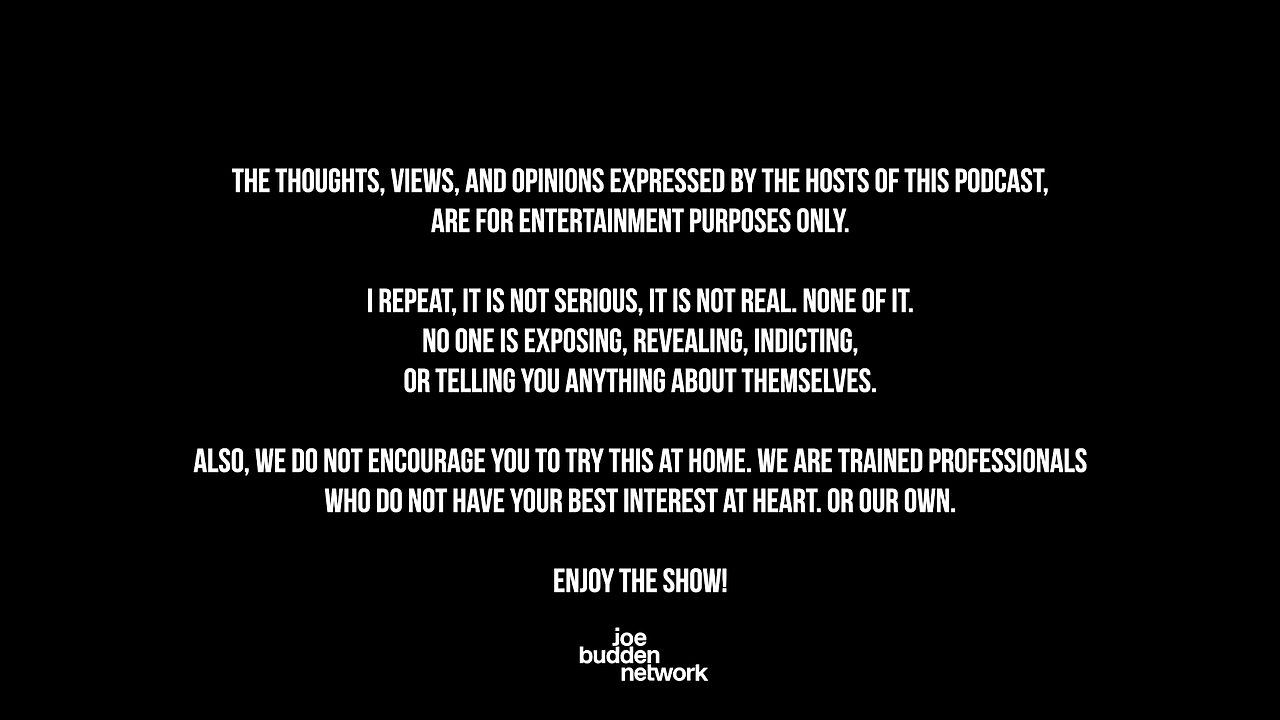 THE THOUGHTS, VIEWS, AND OPINIONS EXPRESSED BY THE HOSTS OF THIS PODCAST,
ARE FOR ENTERTAINMENT PURPOSES ONLY.
I REPEAT, IT IS NOT SERIOUS, IT IS NOT REAL. NONE OF IT.
NO ONE IS EXPOSING, REVEALING, INDICTING,
OR TELLING YOU ANYTHING ABOUT THEMSELVES.
ALSO, WE DO NOT ENCOURAGE YOU TO TRY THIS AT HOME. WE ARE TRAINED PROFESSIONALS
WHO DO NOT HAVE YOUR BEST INTEREST AT HEART. OR OUR OWN.
ENJOY THE SHOW!
joe
budden
network